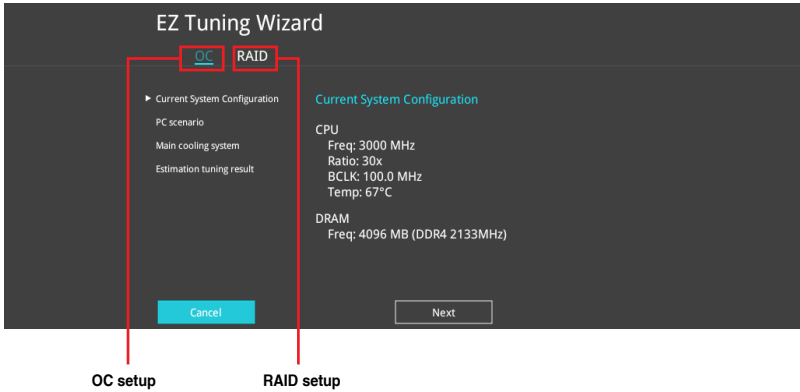 EZ Tuning Wizard
OC RAID
Current System Configuration
PC scenario
Main cooling system
Estimation tuning result
Current System Configuration
CPU
Freq: 3000 MHz
Ratio: 30x
BCLK: 100.0 MHz
Temp: 67°C
DRAM
Freq: 4096 MB (DDR4 2133MHz)
Cancel Next
OC setup RAID setup